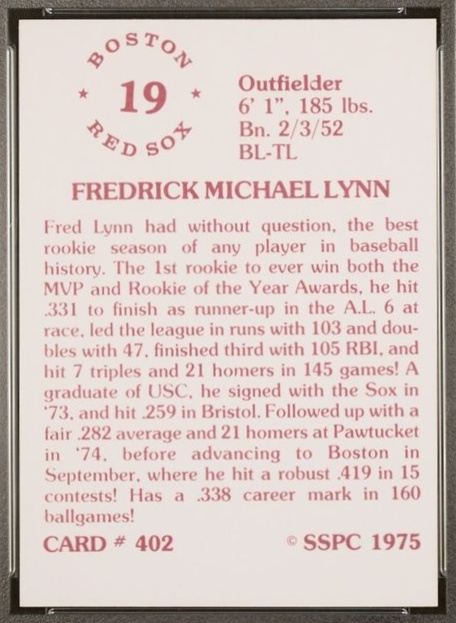 BOSTON
19
RED SOX
Outfielder
6' 1", 185 lbs.
Bn. 2/3/52
BL-TL
FREDRICK MICHAEL LYNN
Fred Lynn had without question, the best
rookie season of any player in baseball
history. The 1st rookie to ever win both the
MVP and Rookie of the Year Awards, he hit
.331 to finish as runner-up in the A.L. 6 at
race, led the league in runs with 103 and dou-
bles with 47, finished third with 105 RBI, and
hit 7 triples and 21 homers in 145 games! A
graduate of USC, he signed with the Sox in
'73, and hit .259 in Bristol. Followed up with a
fair .282 average and 21 homers at Pawtucket
in '74, before advancing to Boston in
September, where he hit a robust .419 in 15
contests! Has a .338 career mark in 160
ballgames!
CARD # 402
© SSPC 1975